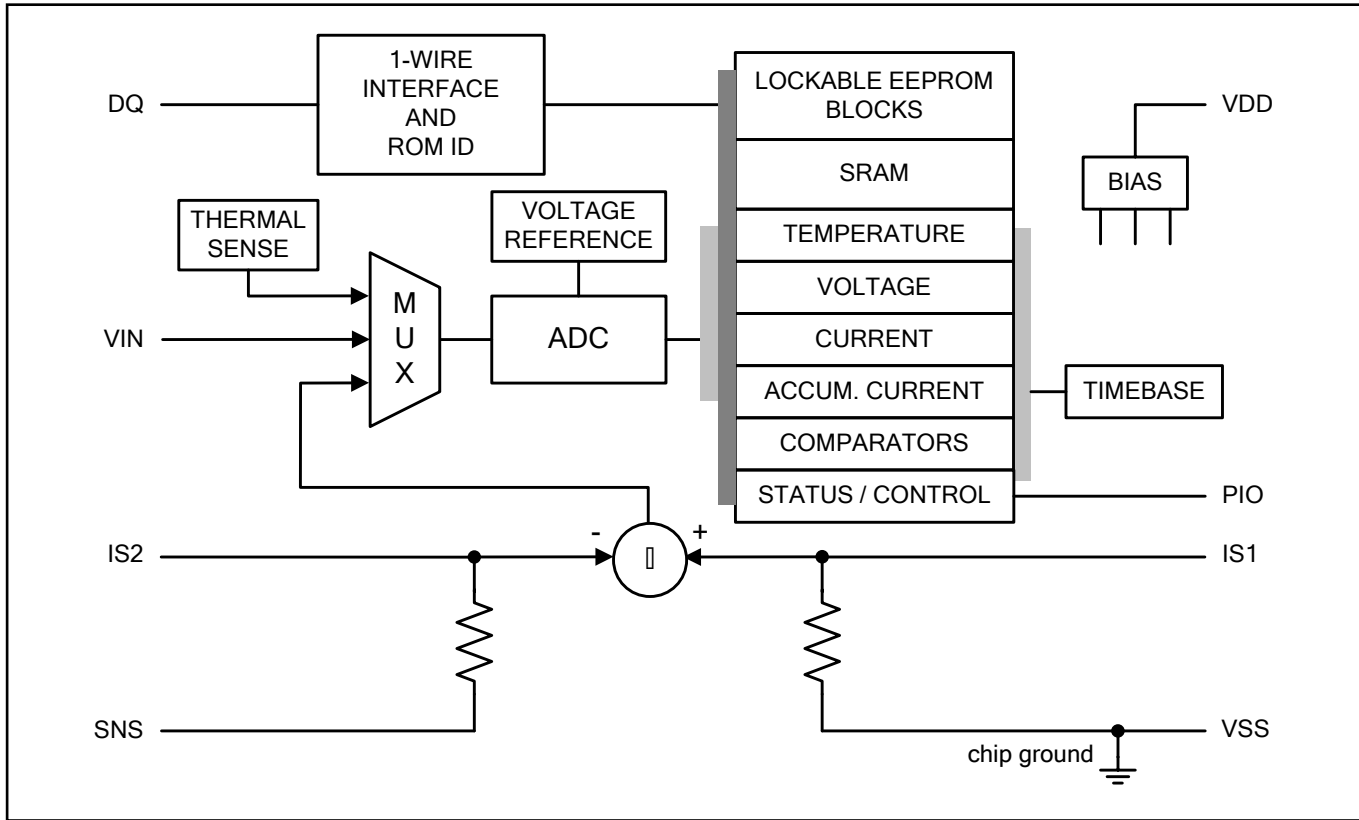 1-WIRE
INTERFACE
AND
ROM ID
DQ
LOCKABLE EEPROM
BLOCKS
VDD
SRAM
BIAS
THERMAL
SENSE
VOLTAGE
REFERENCE
TEMPERATURE
VOLTAGE
VIN
M
U
X
ADC
CURRENT
ACCUM. CURRENT
TIMEBASE
COMPARATORS
STATUS / CONTROL
PIO
- +
IS2
IS1
SNS
VSS
chip ground